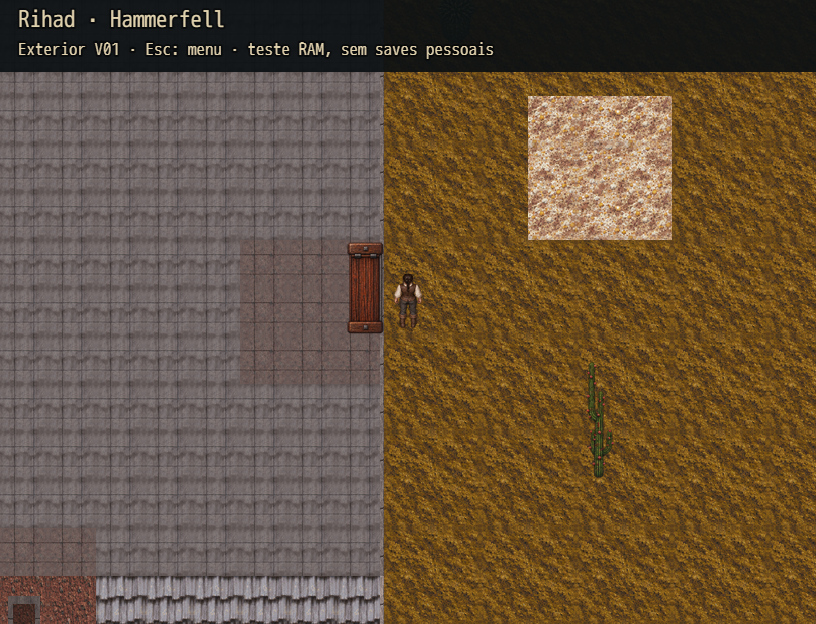 Rihad · Hammerfell
Exterior V01 · Esc: menu · teste RAM, sem saves pessoais